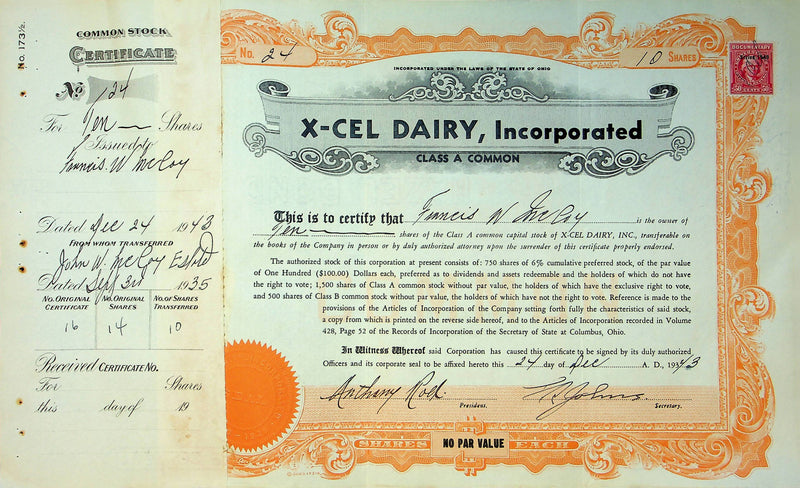 No. 173½.
COMMON STOCK
CERTIFICATE
No 124
For Ten Shares
Issued to
Francis. W McCoy
Dated Dec 24 1943
FROM WHOM TRANSFERRED
John W. McCoy Estate
Dated Sep 3rd 1935
No. ORIGINAL CERTIFICATE No. ORIGINAL SHARES No. OF SHARES TRANSFERRED
16 14 10
Received CERTIFICATE No.
For Shares
this day of 19
No. 24
10 SHARES
DOCUMENTARY
INCORPORATED UNDER THE LAWS OF THE STATE OF OHIO
X-CEL DAIRY, Incorporated
CLASS A COMMON
This is to certify that Francis W McCoy is the owner of
Ten shares of the Class A common capital stock of X-CEL DAIRY, INC., transferable on
the books of the Company in person or by duly authorized attorney upon the surrender of this certificate properly endorsed.
The authorized stock of this corporation at present consists of: 750 shares of 6% cumulative preferred stock, of the par value
of One Hundred ($100.00) Dollars each, preferred as to dividends and assets redeemable and the holders of which do not have
the right to vote; 1,500 shares of Class A common stock without par value, the holders of which have the exclusive right to vote,
and 500 shares of Class B common stock without par value, the holders of which have not the right to vote. Reference is made to the
provisions of the Articles of Incorporation of the Company setting forth fully the characteristics of said stock,
a copy from which is printed on the reverse side hereof, and to the Articles of Incorporation recorded in Volume
428, Page 52 of the Records of Incorporation of the Secretary of State at Columbus, Ohio.
In Witness Whereof said Corporation has caused this certificate to be signed by its duly authorized
Officers and its corporate seal to be affixed hereto this 24 day of Dec A. D., 1943
Anthony Rod
President.
Secretary.
SHARES NO PAR VALUE EACH